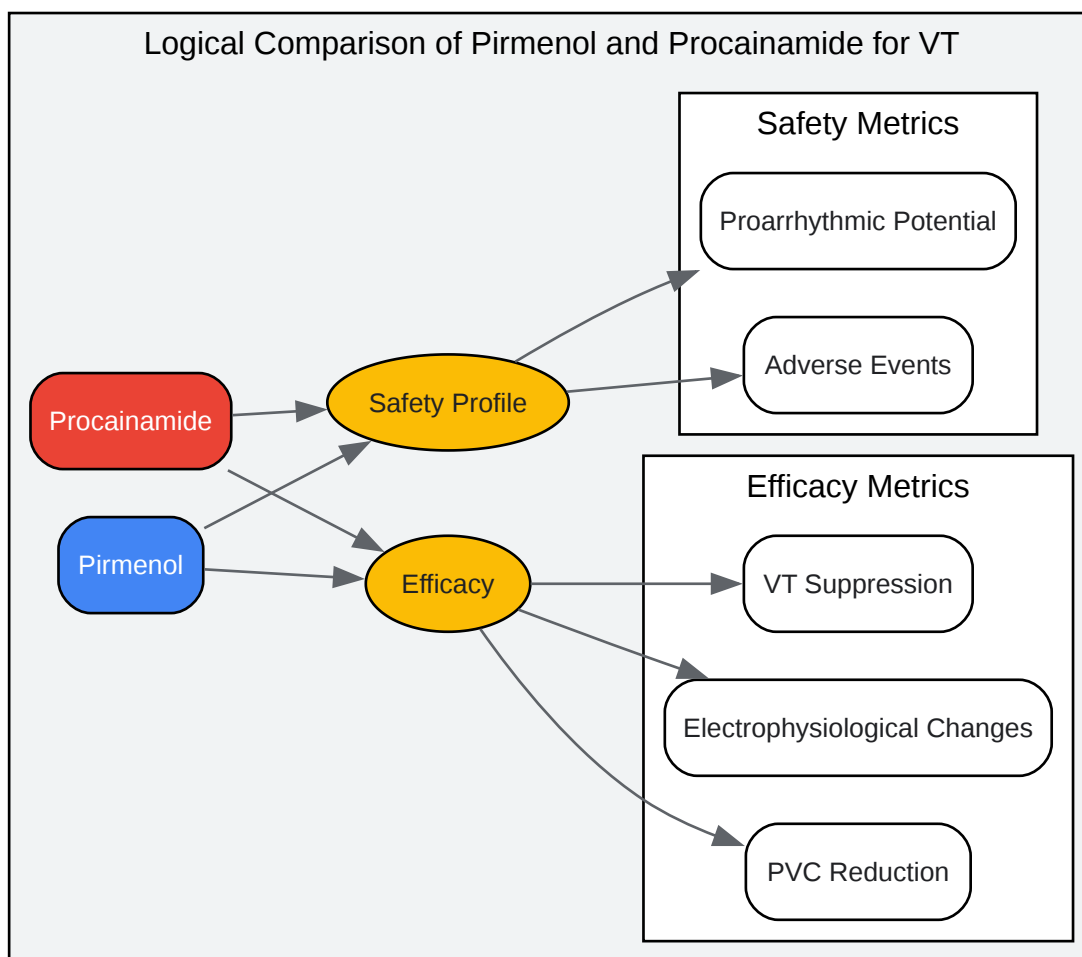 Logical Comparison of Pirmenol and Procainamide for VT
Safety Metrics
Proarrhythmic Potential
Adverse Events
Procainamide
Safety Profile
Pirmenol
Efficacy
Efficacy Metrics
VT Suppression
Electrophysiological Changes
PVC Reduction